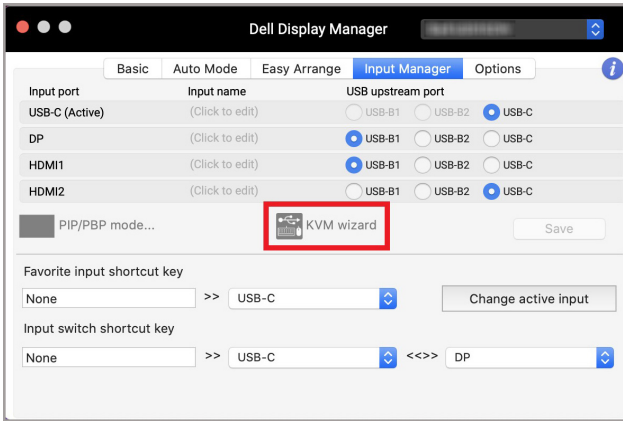 Dell Display Manager
Basic Auto Mode Easy Arrange Input Manager Options i
Input port Input name USB upstream port
USB-C (Active) (Click to edit) USB-B1 USB-B2 USB-C
DP (Click to edit) USB-B1 USB-B2 USB-C
HDMI1 (Click to edit) USB-B1 USB-B2 USB-C
HDMI2 (Click to edit) USB-B1 USB-B2 USB-C
PIP/PBP mode... KVM wizard Save
Favorite input shortcut key
None >> USB-C Change active input
Input switch shortcut key
None >> USB-C <<>> DP